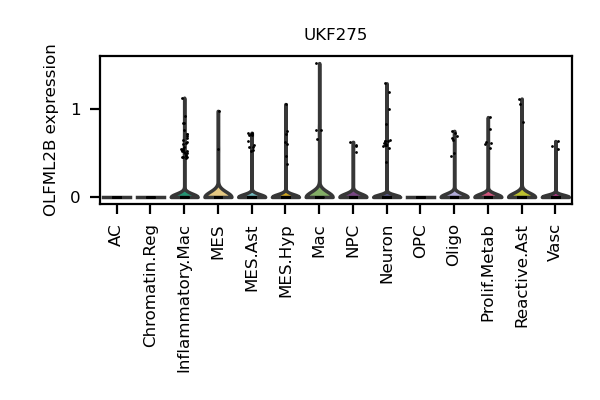 UKF275
OLFML2B expression
1
0
AC
Chromatin.Reg
Inflammatory.Mac
MES
MES.Ast
MES.Hyp
Mac
NPC
Neuron
OPC
Oligo
Prolif.Metab
Reactive.Ast
Vasc